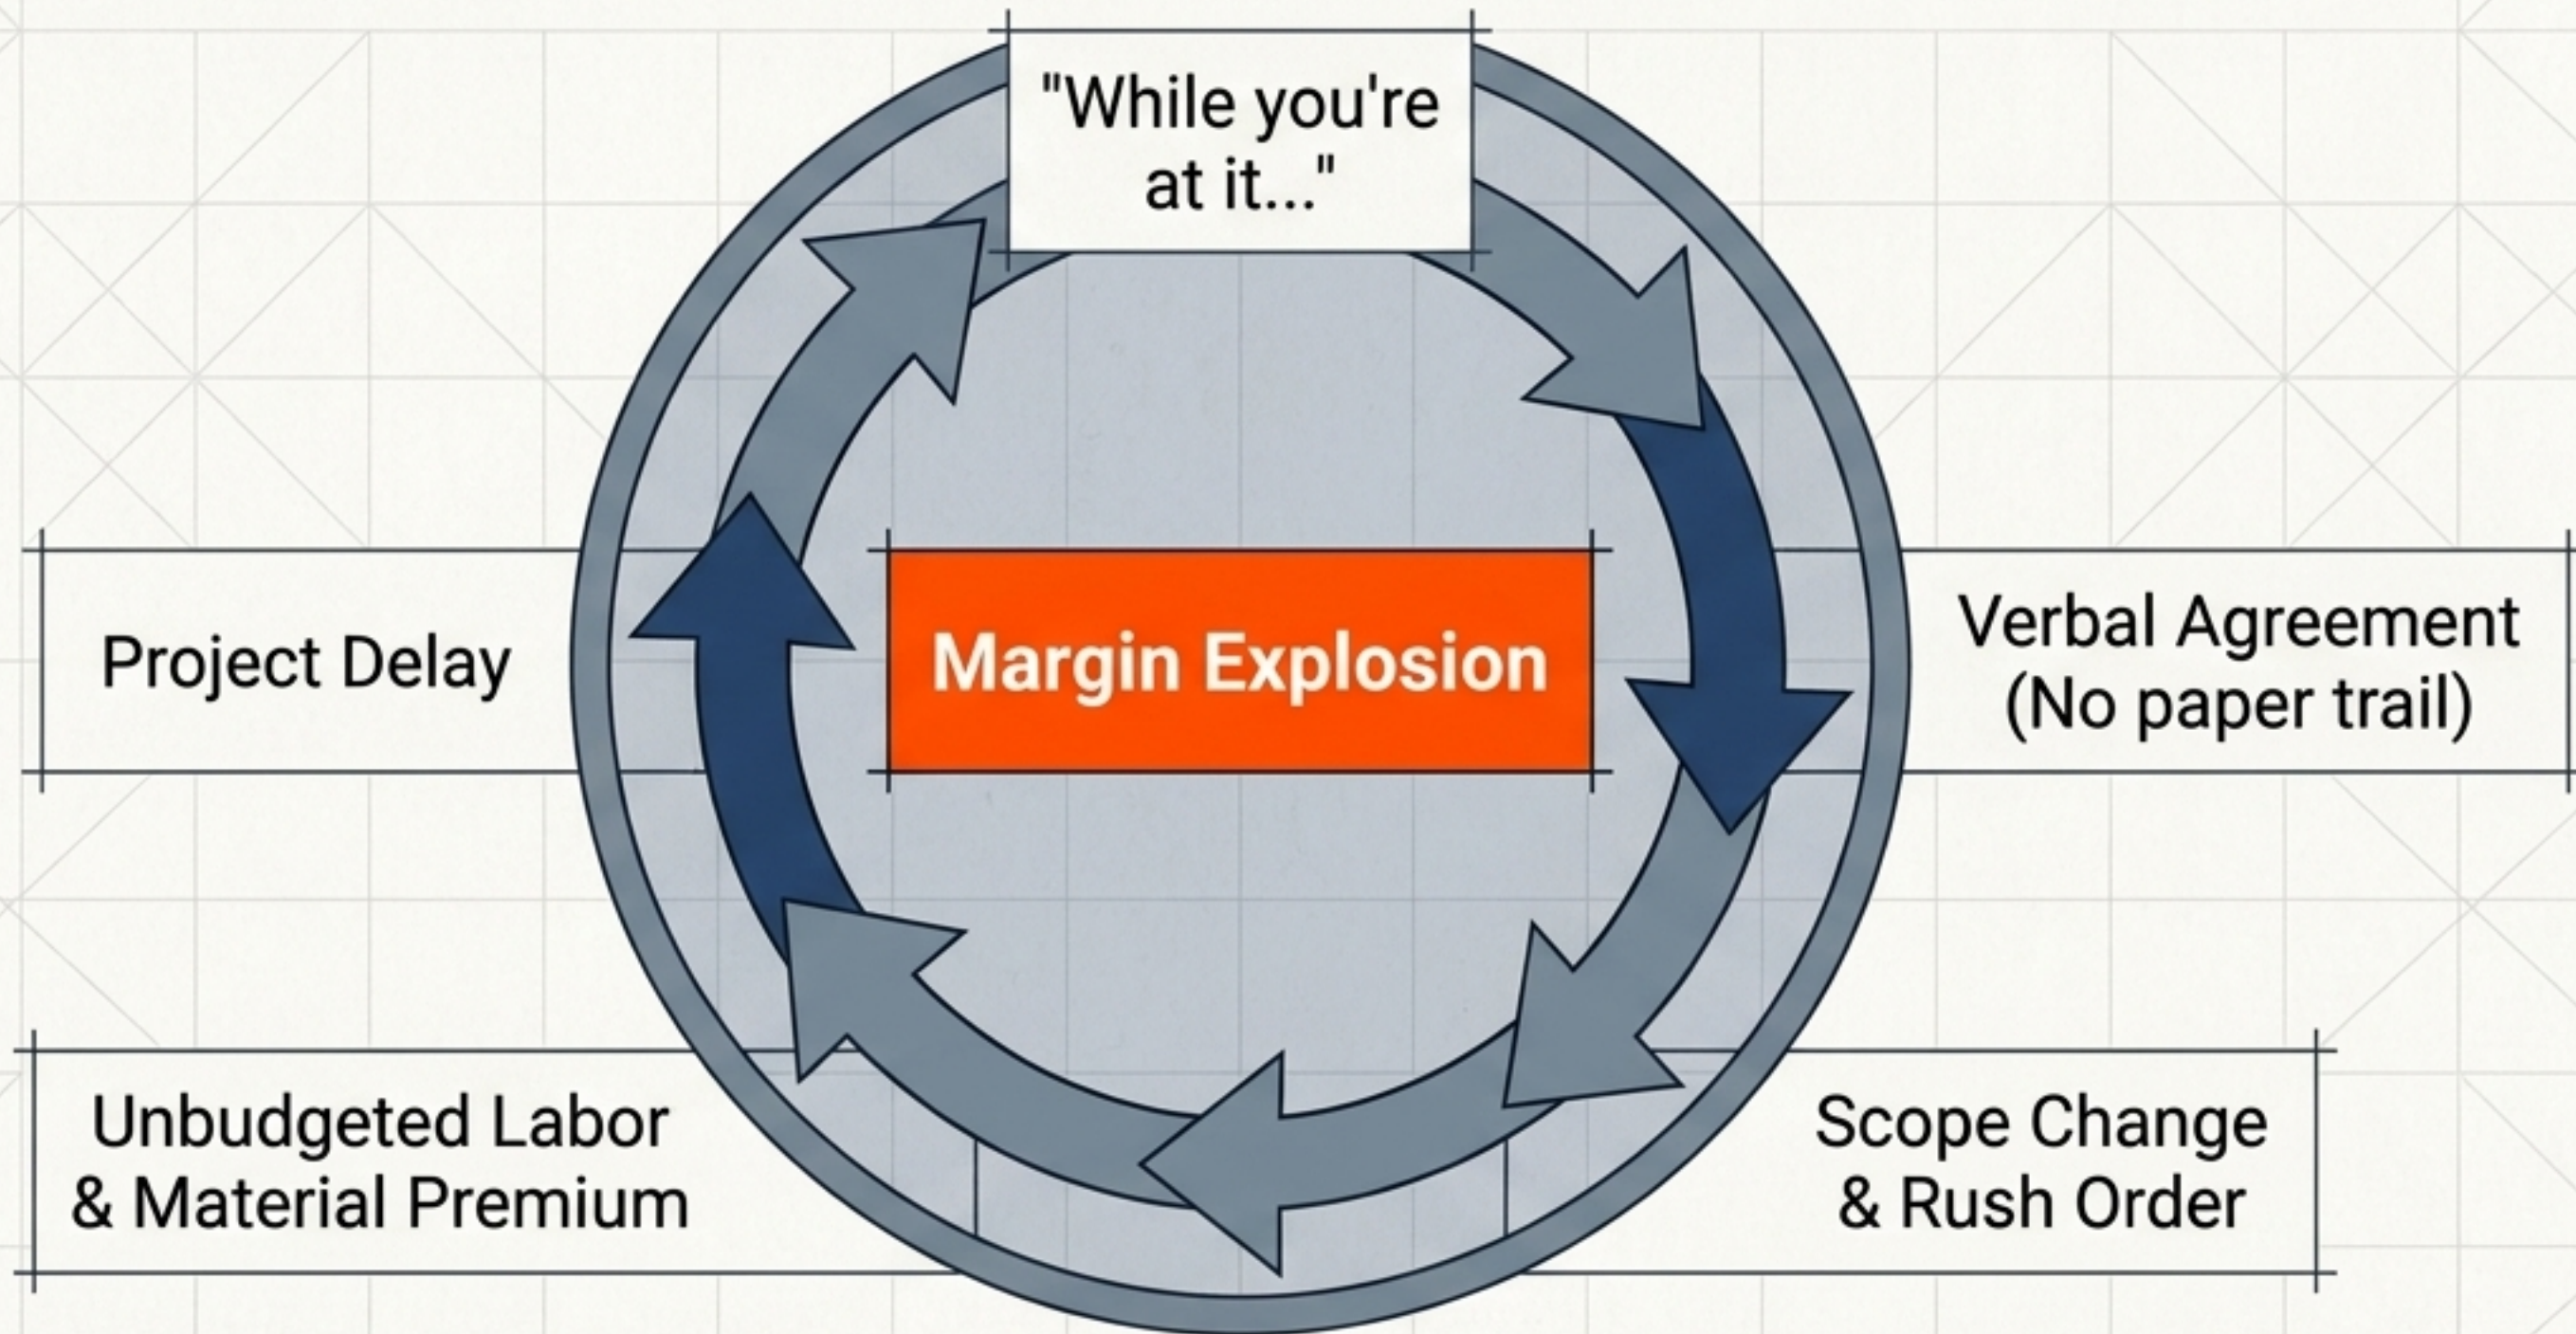 "While you're
at it..."
Project Delay
Margin Explosion
Verbal Agreement
(No paper trail)
Unbudgeted Labor
& Material Premium
Scope Change
& Rush Order